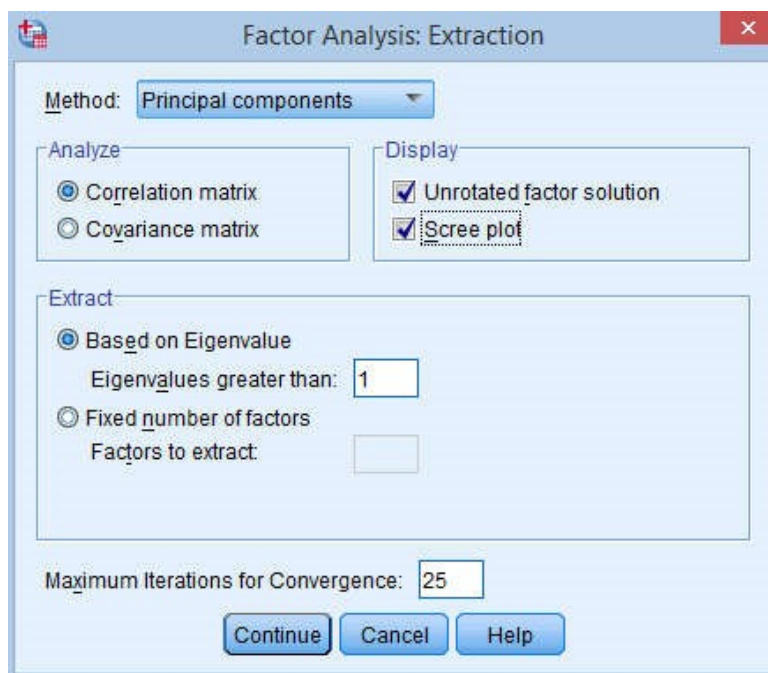 Factor Analysis: Extraction
Method: Principal components
Analyze
Correlation matrix
Covariance matrix
Display
Unrotated factor solution
Scree plot
Extract
Based on Eigenvalue
Eigenvalues greater than: 1
Fixed number of factors
Factors to extract:
Maximum Iterations for Convergence: 25
Continue Cancel Help